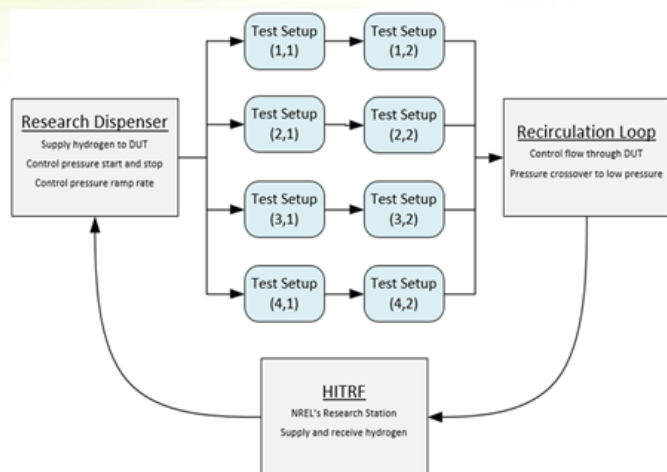 Test Setup
(1,1)
Test Setup
(1,2)
Research Dispenser
Supply hydrogen to DUT
Control pressure start and stop
Control pressure ramp rate
Test Setup
(2,1)
Test Setup
(2,2)
Recirculation Loop
Control flow through DUT
Pressure crossover to low pressure
Test Setup
(3,1)
Test Setup
(3,2)
Test Setup
(4,1)
Test Setup
(4,2)
HITRF
NREL's Research Station
Supply and receive hydrogen